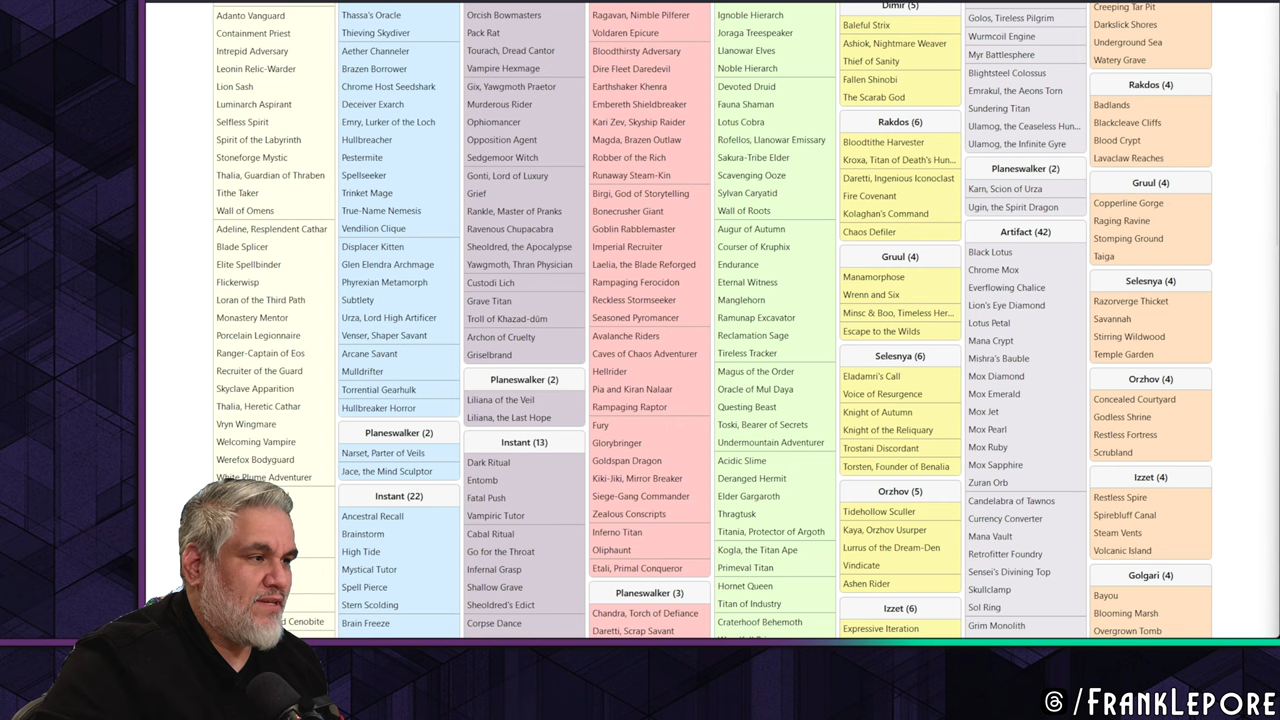 Adanto Vanguard
Containment Priest
Intrepid Adversary
Leonin Relic-Warder
Lion Sash
Luminarch Aspirant
Selfless Spirit
Spirit of the Labyrinth
Stoneforge Mystic
Thalia, Guardian of Thraben
Tithe Taker
Wall of Omens
Adeline, Resplendent Cathar
Blade Splicer
Elite Spellbinder
Flickerwisp
Loran of the Third Path
Monastery Mentor
Porcelain Legionnaire
Ranger-Captain of Eos
Recruiter of the Guard
Skyclave Apparition
Thalia, Heretic Cathar
Vryn Wingmare
Welcoming Vampire
Werefox Bodyguard
White Plume Adventurer
d Cenobite
Thassa's Oracle
Thieving Skydiver
Aether Channeler
Brazen Borrower
Chrome Host Seedshark
Deceiver Exarch
Emry, Lurker of the Loch
Hullbreacher
Pestermite
Spellseeker
Trinket Mage
True-Name Nemesis
Vendilion Clique
Displacer Kitten
Glen Elendra Archmage
Phyrexian Metamorph
Subtlety
Urza, Lord High Artificer
Venser, Shaper Savant
Arcane Savant
Mulldrifter
Torrential Gearhulk
Hullbreaker Horror
Planeswalker (2)
Narset, Parter of Veils
Jace, the Mind Sculptor
Instant (22)
Ancestral Recall
Brainstorm
High Tide
Mystical Tutor
Spell Pierce
Stern Scolding
Brain Freeze
Orcish Bowmasters
Pack Rat
Tourach, Dread Cantor
Vampire Hexmage
Gix, Yawgmoth Praetor
Murderous Rider
Ophiomancer
Opposition Agent
Sedgemoor Witch
Gonti, Lord of Luxury
Grief
Rankle, Master of Pranks
Ravenous Chupacabra
Sheoldred, the Apocalypse
Yawgmoth, Thran Physician
Custodi Lich
Grave Titan
Troll of Khazad-dûm
Archon of Cruelty
Griselbrand
Planeswalker (2)
Liliana of the Veil
Liliana, the Last Hope
Instant (13)
Dark Ritual
Entomb
Fatal Push
Vampiric Tutor
Cabal Ritual
Go for the Throat
Infernal Grasp
Shallow Grave
Sheoldred's Edict
Corpse Dance
Ragavan, Nimble Pilferer
Voldaren Epicure
Bloodthirsty Adversary
Dire Fleet Daredevil
Earthshaker Khenra
Embereth Shieldbreaker
Kari Zev, Skyship Raider
Magda, Brazen Outlaw
Robber of the Rich
Runaway Steam-Kin
Birgi, God of Storytelling
Bonecrusher Giant
Goblin Rabblemaster
Imperial Recruiter
Laelia, the Blade Reforged
Rampaging Ferocidon
Reckless Stormseeker
Seasoned Pyromancer
Avalanche Riders
Caves of Chaos Adventurer
Hellrider
Pia and Kiran Nalaar
Rampaging Raptor
Fury
Glorybringer
Goldspan Dragon
Kiki-Jiki, Mirror Breaker
Siege-Gang Commander
Zealous Conscripts
Inferno Titan
Oliphaunt
Etali, Primal Conqueror
Planeswalker (3)
Chandra, Torch of Defiance
Daretti, Scrap Savant
Ignoble Hierarch
Joraga Treespeaker
Llanowar Elves
Noble Hierarch
Devoted Druid
Fauna Shaman
Lotus Cobra
Rofellos, Llanowar Emissary
Sakura-Tribe Elder
Scavenging Ooze
Sylvan Caryatid
Wall of Roots
Augur of Autumn
Courser of Kruphix
Endurance
Eternal Witness
Manglehorn
Ramunap Excavator
Reclamation Sage
Tireless Tracker
Magus of the Order
Oracle of Mul Daya
Questing Beast
Toski, Bearer of Secrets
Undermountain Adventurer
Acidic Slime
Deranged Hermit
Elder Gargaroth
Thragtusk
Titania, Protector of Argoth
Kogla, the Titan Ape
Primeval Titan
Hornet Queen
Titan of Industry
Craterhoof Behemoth
Dimir (5)
Baleful Strix
Ashiok, Nightmare Weaver
Thief of Sanity
Fallen Shinobi
The Scarab God
Rakdos (6)
Bloodtithe Harvester
Kroxa, Titan of Death's Hun...
Daretti, Ingenious Iconoclast
Fire Covenant
Kolaghan's Command
Chaos Defiler
Gruul (4)
Manamorphose
Wrenn and Six
Minsc & Boo, Timeless Her...
Escape to the Wilds
Selesnya (6)
Eladamri's Call
Voice of Resurgence
Knight of Autumn
Knight of the Reliquary
Trostani Discordant
Torsten, Founder of Benalia
Orzhov (5)
Tidehollow Sculler
Kaya, Orzhov Usurper
Lurrus of the Dream-Den
Vindicate
Ashen Rider
Izzet (6)
Expressive Iteration
Golos, Tireless Pilgrim
Wurmcoil Engine
Myr Battlesphere
Blightsteel Colossus
Emrakul, the Aeons Torn
Sundering Titan
Ulamog, the Ceaseless Hun...
Ulamog, the Infinite Gyre
Planeswalker (2)
Karn, Scion of Urza
Ugin, the Spirit Dragon
Artifact (42)
Black Lotus
Chrome Mox
Everflowing Chalice
Lion's Eye Diamond
Lotus Petal
Mana Crypt
Mishra's Bauble
Mox Diamond
Mox Emerald
Mox Jet
Mox Pearl
Mox Ruby
Mox Sapphire
Zuran Orb
Candelabra of Tawnos
Currency Converter
Mana Vault
Retrofitter Foundry
Sensei's Divining Top
Skullclamp
Sol Ring
Grim Monolith
Creeping Tar Pit
Darkslick Shores
Underground Sea
Watery Grave
Rakdos (4)
Badlands
Blackcleave Cliffs
Blood Crypt
Lavaclaw Reaches
Gruul (4)
Copperline Gorge
Raging Ravine
Stomping Ground
Taiga
Selesnya (4)
Razorverge Thicket
Savannah
Stirring Wildwood
Temple Garden
Orzhov (4)
Concealed Courtyard
Godless Shrine
Restless Fortress
Scrubland
Izzet (4)
Restless Spire
Spirebluff Canal
Steam Vents
Volcanic Island
Golgari (4)
Bayou
Blooming Marsh
Overgrown Tomb
/FRANKLEPORE